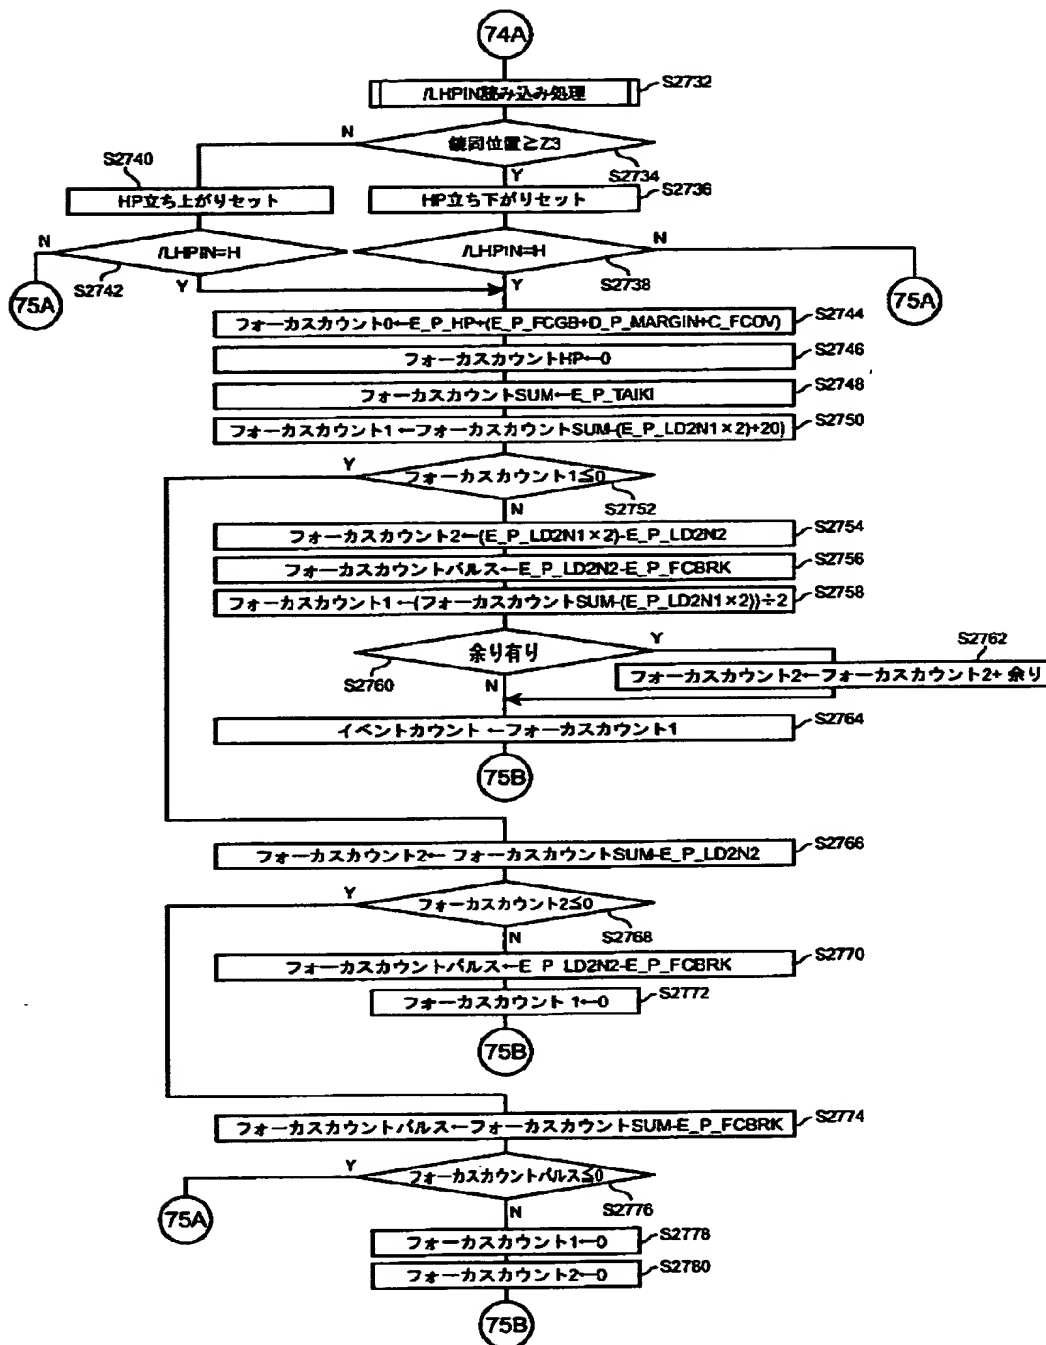 74A
/LHPIN読み込み処理
S2732
N
鏡筒位置≧Z3
S2734
S2740
Y
S2736
HP立ち上がりセット
HP立ち下がりセット
N
/LHPIN=H
/LHPIN=H
N
S2742
Y
Y
S2738
75A
75A
フォーカスカウント0←E_P_HP+(E_P_FCGB+D_P_MARGIN+C_FCOV)
S2744
フォーカスカウントHP←0
S2746
フォーカスカウントSUM←E_P_TAIKI
S2748
フォーカスカウント1←フォーカスカウントSUM-(E_P_LD2N1×2)+20)
S2750
Y
フォーカスカウント1≦0
S2752
N
フォーカスカウント2←(E_P_LD2N1×2)-E_P_LD2N2
S2754
フォーカスカウントパルス←E_P_LD2N2-E_P_FCBRK
S2756
フォーカスカウント1←(フォーカスカウントSUM-(E_P_LD2N1×2))÷2
S2758
余り有り
Y
S2762
S2760
N
フォーカスカウント2←フォーカスカウント2+ 余り
イベントカウント ←フォーカスカウント1
S2764
75B
フォーカスカウント2← フォーカスカウントSUM-E_P_LD2N2
S2766
Y
フォーカスカウント2≦0
S2768
N
フォーカスカウントパルス←E_P_LD2N2-E_P_FCBRK
S2770
フォーカスカウント 1←0
S2772
75B
フォーカスカウントパルス←フォーカスカウントSUM-E_P_FCBRK
S2774
Y
フォーカスカウントパルス≦0
S2776
75A
N
フォーカスカウント1←0
S2778
フォーカスカウント2←0
S2780
75B